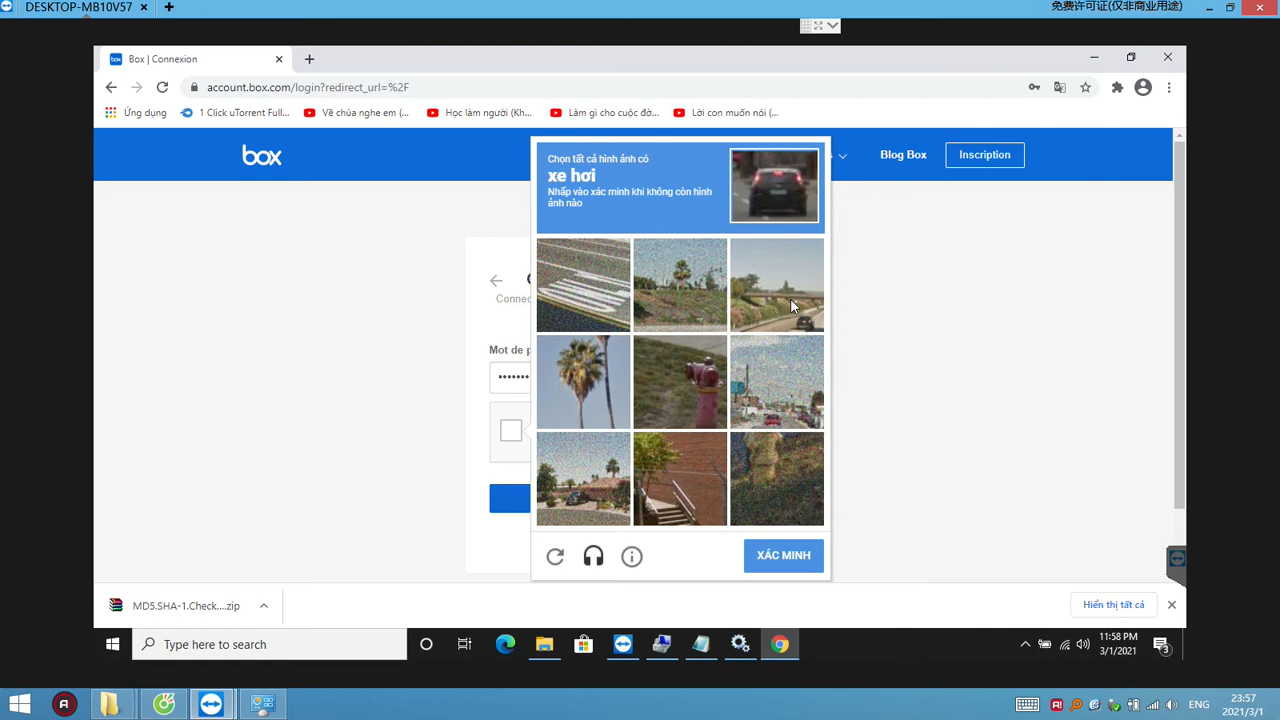 DESKTOP-MB10V57
免费许可证(仅非商业用途)
Box | Connexion
account.box.com/login?redirect_url=%2F
Ứng dụng
1 Click uTorrent Full...
Vê chùa nghe em (...
Học làm người (Kh...
Làm gì cho cuộc đờ...
Lời con muốn nói (...
box
Blog Box
Inscription
Chọn tất cả hình ảnh có
xe hơi
Nhấp vào xác minh khi không còn hình
ảnh nào
Connec
Mot de p
XÁC MINH
MD5.SHA-1.Check....zip
Hiển thị tất cả
Type here to search
11:58 PM
3/1/2021
3
ENG
23:57
2021/3/1